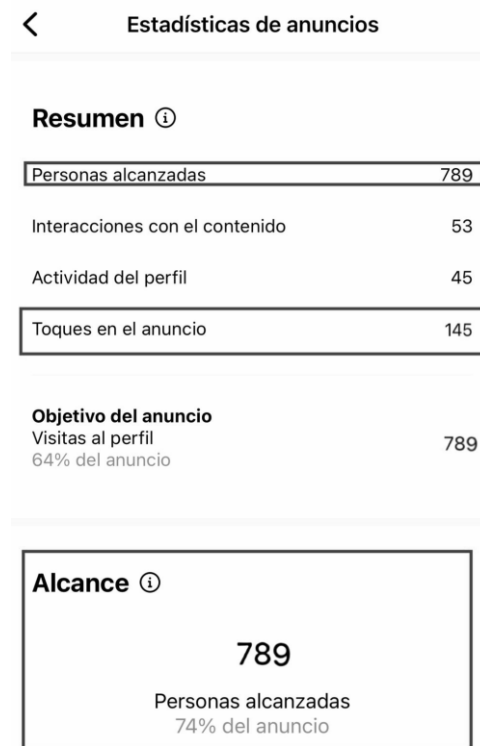 Estadísticas de anuncios
Resumen
Personas alcanzadas 789
Interacciones con el contenido 53
Actividad del perfil 45
Toques en el anuncio 145
Objetivo del anuncio
Visitas al perfil 789
64% del anuncio
Alcance
789
Personas alcanzadas
74% del anuncio